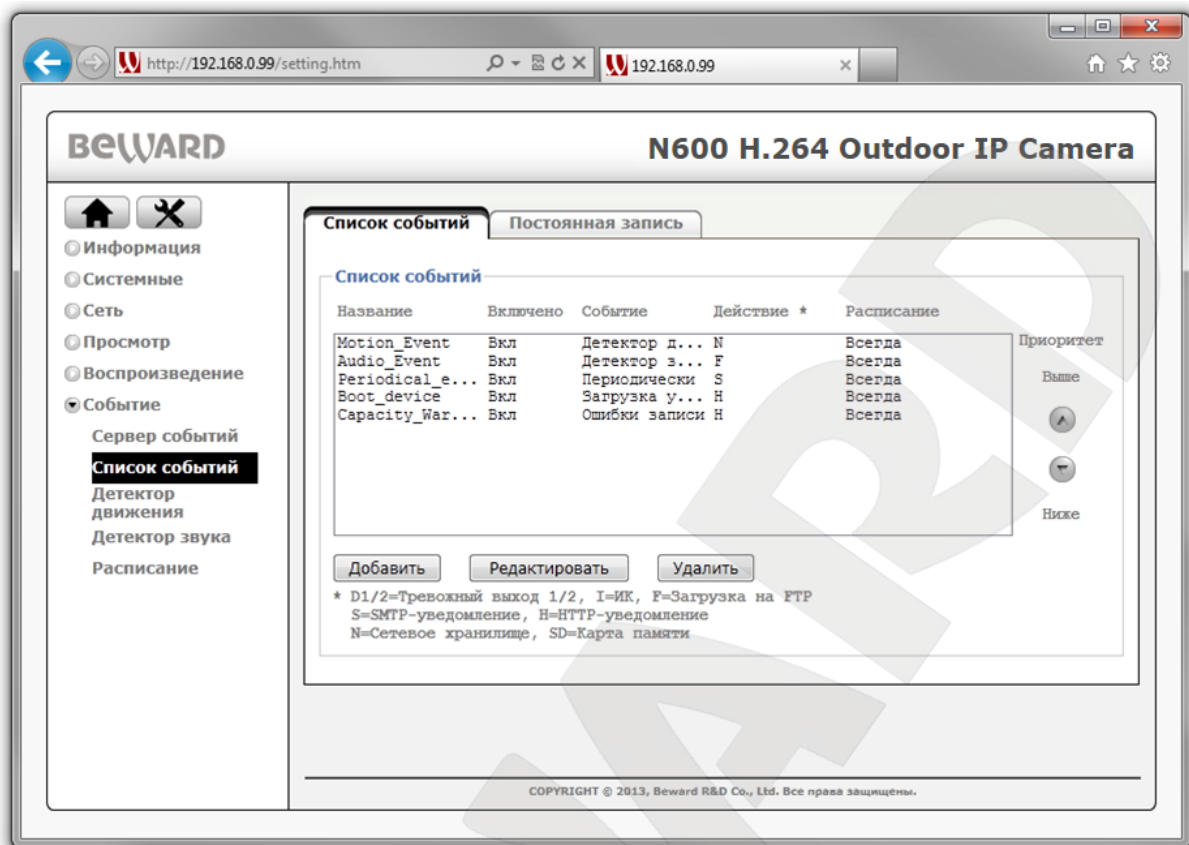 http://192.168.0.99/setting.htm
192.168.0.99
BEWARD
N600 H.264 Outdoor IP Camera
Информация
Системные
Сеть
Просмотр
Воспроизведение
Событие
Сервер событий
Список событий
Детектор
движения
Детектор звука
Расписание
Список событий Постоянная запись
Список событий
Название Включено Событие Действие * Расписание
Motion_Event Вкл Детектор д... N Всегда
Audio_Event Вкл Детектор з... F Всегда
Periodical_e... Вкл Периодически S Всегда
Boot_device Вкл Загрузка у... H Всегда
Capacity_War... Вкл Ошибки записи H Всегда
Приоритет
Выше
Ниже
Добавить Редактировать Удалить
* D1/2=Тревожный выход 1/2, I=ИК, F=Загрузка на FTP
S=SMTP-уведомление, H=HTTP-уведомление
N=Сетевое хранилище, SD=Карта памяти
COPYRIGHT © 2013, Beward R&D Co., Ltd. Все права защищены.